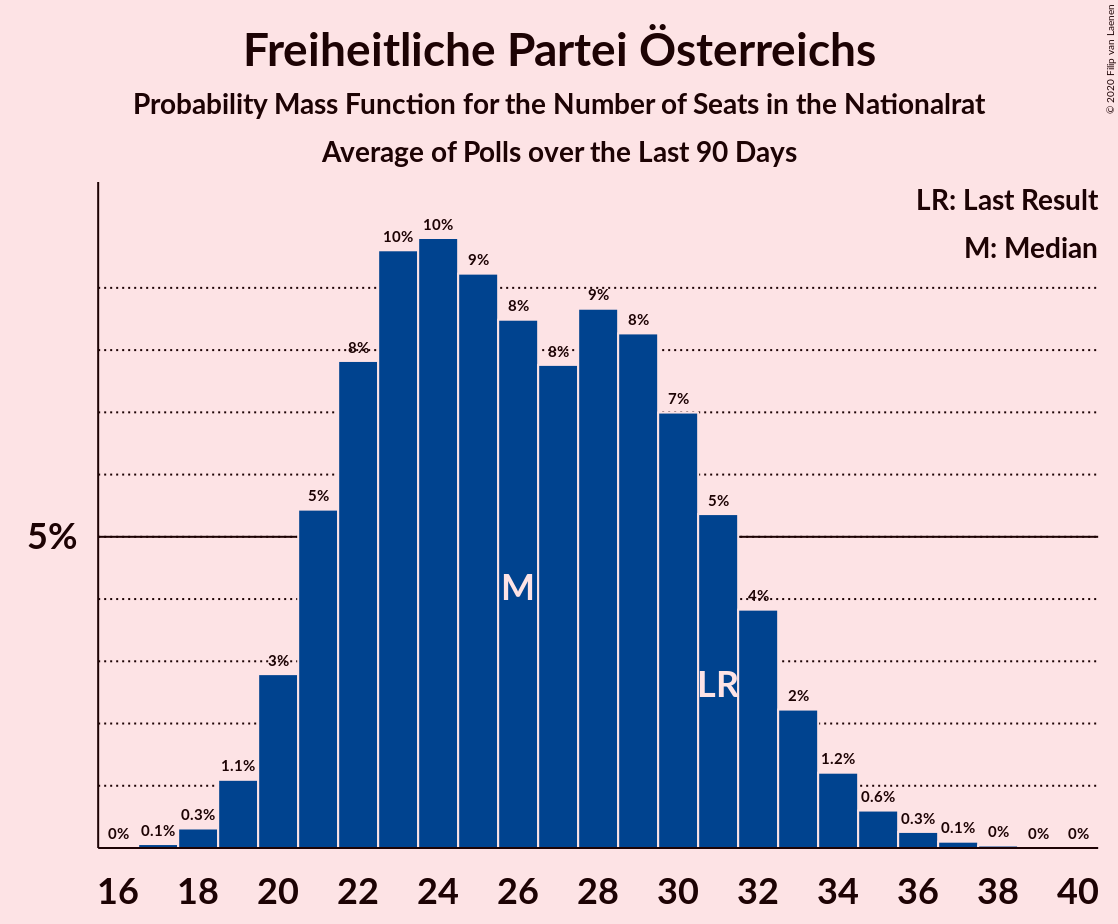 Freiheitliche Partei Österreichs
Probability Mass Function for the Number of Seats in the Nationalrat
Average of Polls over the Last 90 Days
© 2020 Filip van Laenen
LR: Last Result
M: Median
5%
0%
0.1%
0.3%
1.1%
3%
5%
8%
10%
10%
9%
8%
8%
9%
8%
7%
5%
4%
2%
1.2%
0.6%
0.3%
0.1%
0%
0%
0%
M
LR
16 18 20 22 24 26 28 30 32 34 36 38 40